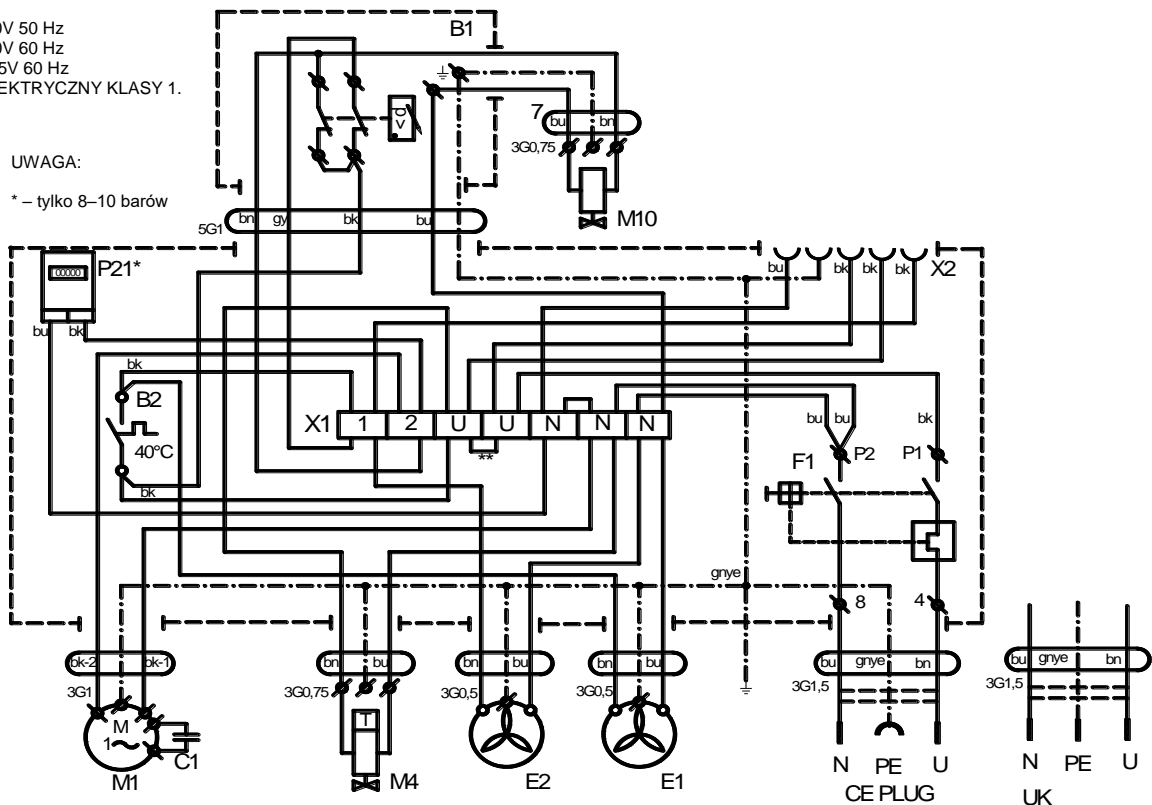 0V 50 Hz
0V 60 Hz
5V 60 Hz
EKTRYCZNY KLASY 1.
UWAGA:
* – tylko 8–10 barów
B1
7
bu bn
3G0,75
M10
bn gy bk bu
5G1
P21*
00000
bu bk
bu bk bk bk
X2
bk
B2
40°C
bk
X1 1 2 U U N N N
**
bu bu bk
F1 P2 P1
gnye
8 4
bk-2 bk-1
3G1
bn bu
3G0,75
bn bu
3G0,5
bn bu
3G0,5
bu gnye bn
3G1,5
bu gnye bn
3G1,5
M
1~
M1
C1
T
M4
E2
E1
N PE U
CE PLUG
N PE U
UK